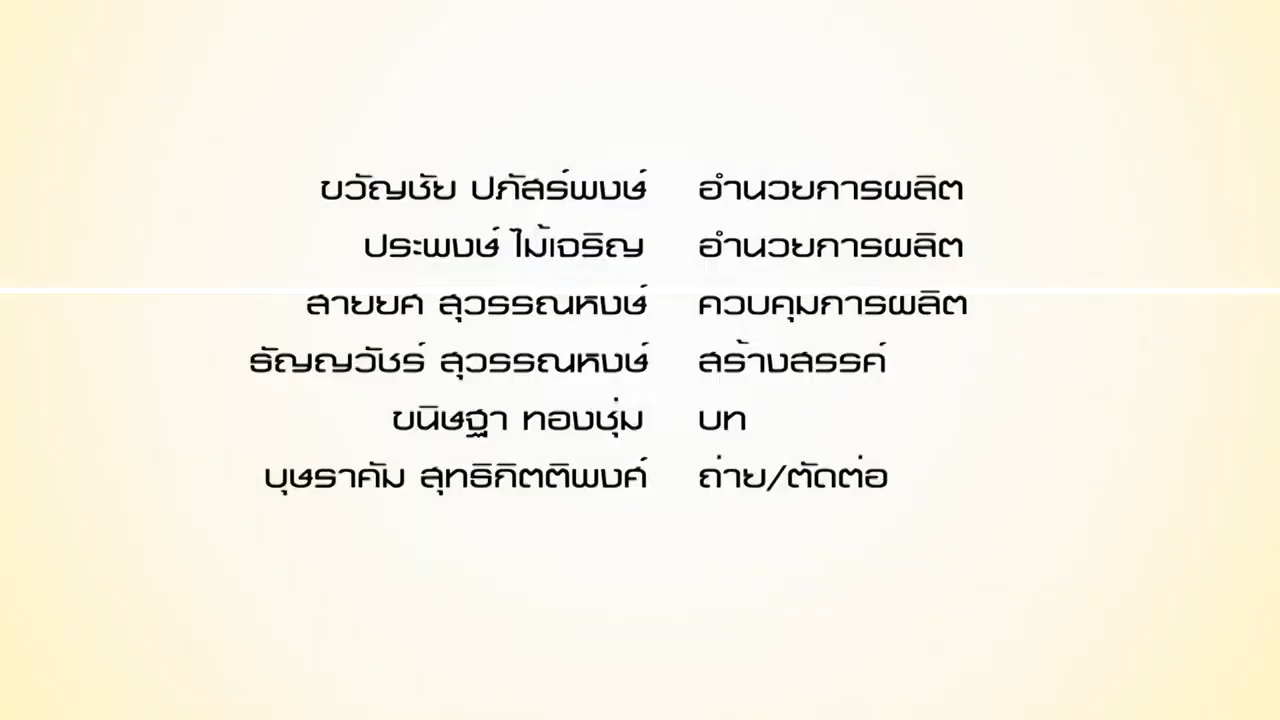 ขวัญชัย ปภัสร์พงษ์ อำนวยการผลิต
ประพงษ์ ไม้เจริญ อำนวยการผลิต
สายยศ สุวรรณหงษ์ ควบคุมการผลิต
ธัญญวัชร์ สุวรรณหงษ์ สร้างสรรค์
ขนิษฐา ทองชุ่ม บท
บุษราคัม สุทธิกิตติพงศ์ ถ่าย/ตัดต่อ